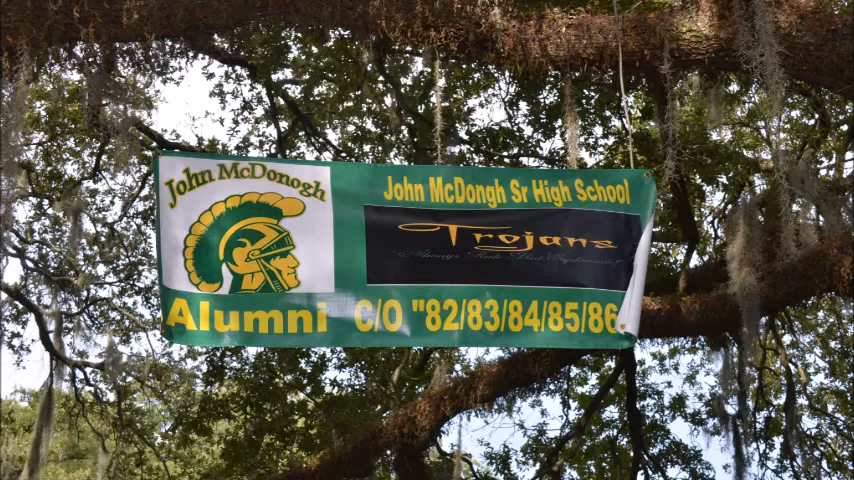 John McDonogh
Alumni
John McDongh Sr High School
Trojans
C/O "82/83/84/85/86.